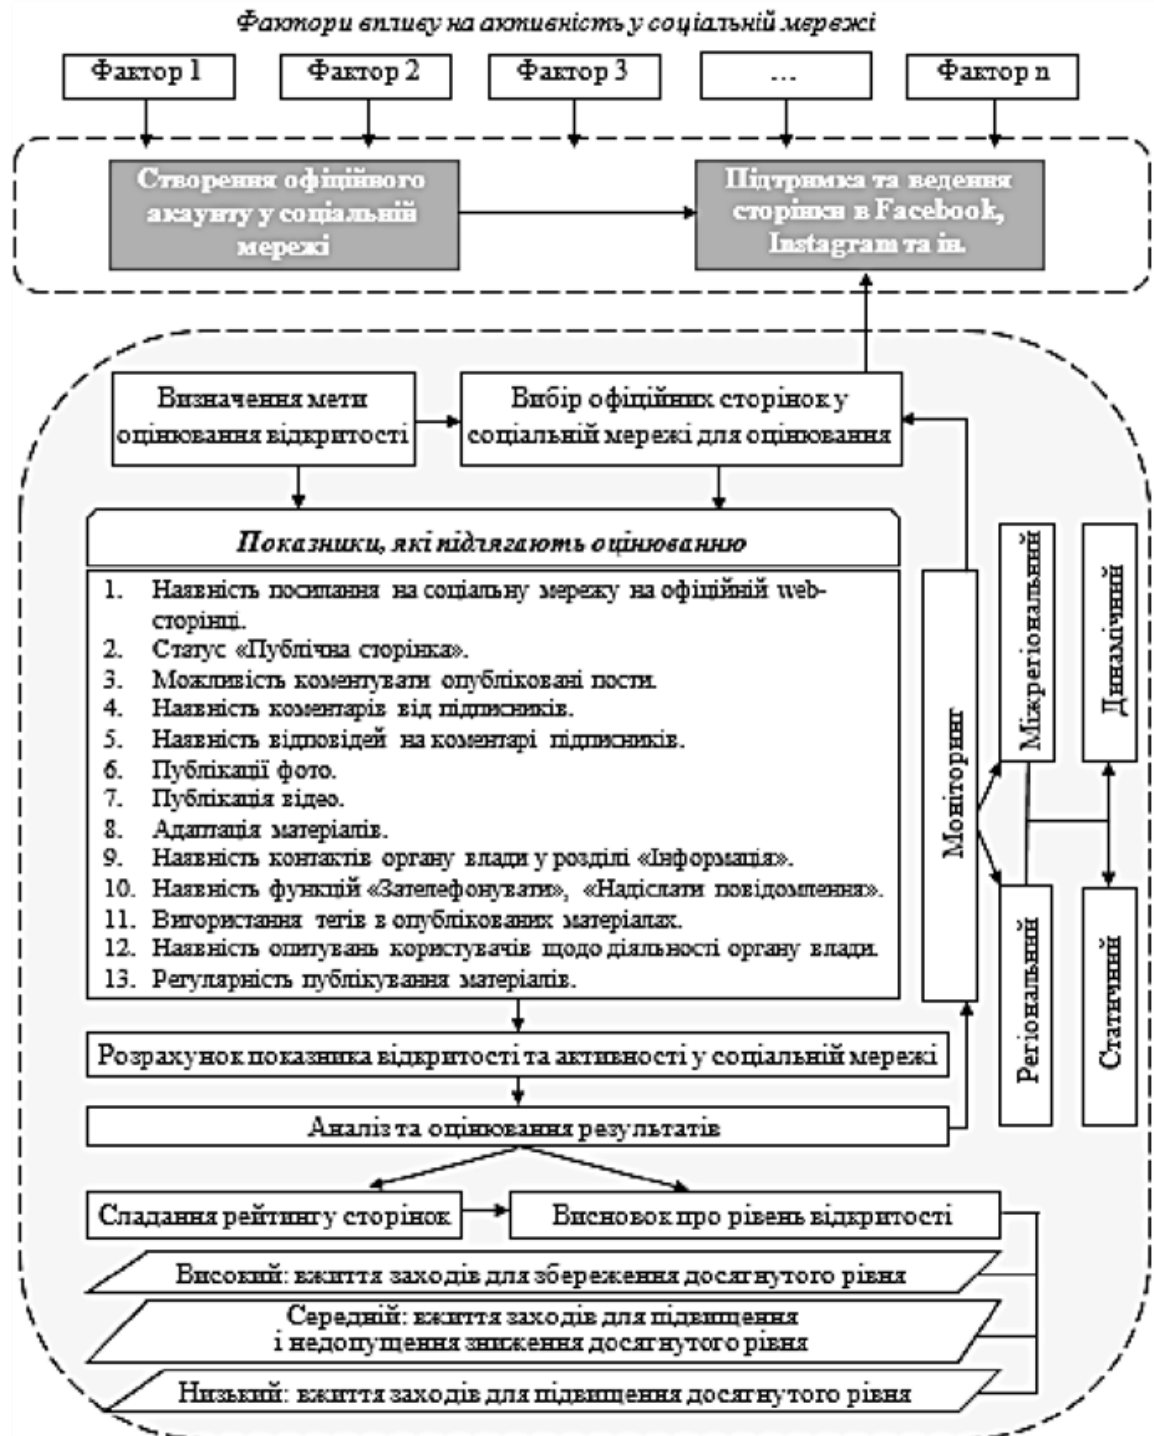 Фактори впливу на активність у соціальній мережі
Фактор 1
Фактор 2
Фактор 3
...
Фактор n
Створення офіційного
акаунту у соціальній
мережі
Підтримка та ведення
сторінки в Facebook,
Instagram та ін.
Визначення мети
оцінювання відкритості
Вибір офіційних сторінок у
соціальній мережі для оцінювання
Показники, які підлягають оцінюванню
1. Наявність посилання на соціальну мережу на офіційній web-
сторінці.
2. Статус «Публічна сторінка».
3. Можливість коментувати опубліковані пости.
4. Наявність коментарів від підписників.
5. Наявність відповідей на коментарі підписників.
6. Публікації фото.
7. Публікація відео.
8. Адаптація матеріалів.
9. Наявність контактів органу влади у розділі «Інформація».
10. Наявність функцій «Зателефонувати», «Надіслати повідомлення».
11. Використання тегів в опублікованих матеріалах.
12. Наявність опитувань користувачів щодо діяльності органу влади.
13. Регулярність публікування матеріалів.
Моніторинг
Міжрегіональний
Динамічний
Регіональний
Статичний
Розрахунок показника відкритості та активності у соціальній мережі
Аналіз та оцінювання результатів
Сладання рейтингу сторінок
Висновок про рівень відкритості
Високий: вжиття заходів для збереження досягнутого рівня
Середній: вжиття заходів для підвищення
і недопущення зниження досягнутого рівня
Низький: вжиття заходів для підвищення досягнутого рівня